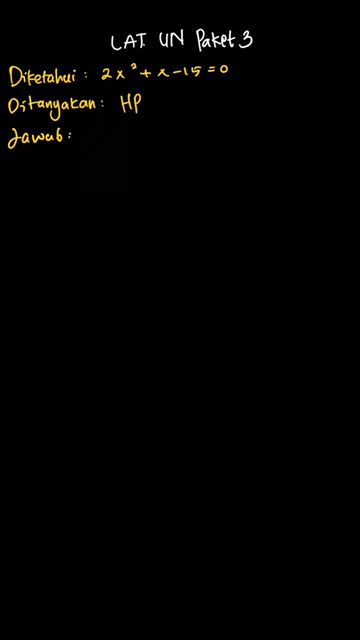 LAT UN Paket 3
Diketahui : 2x² + x - 15 = 0
Ditanyakan : HP
Jawab :